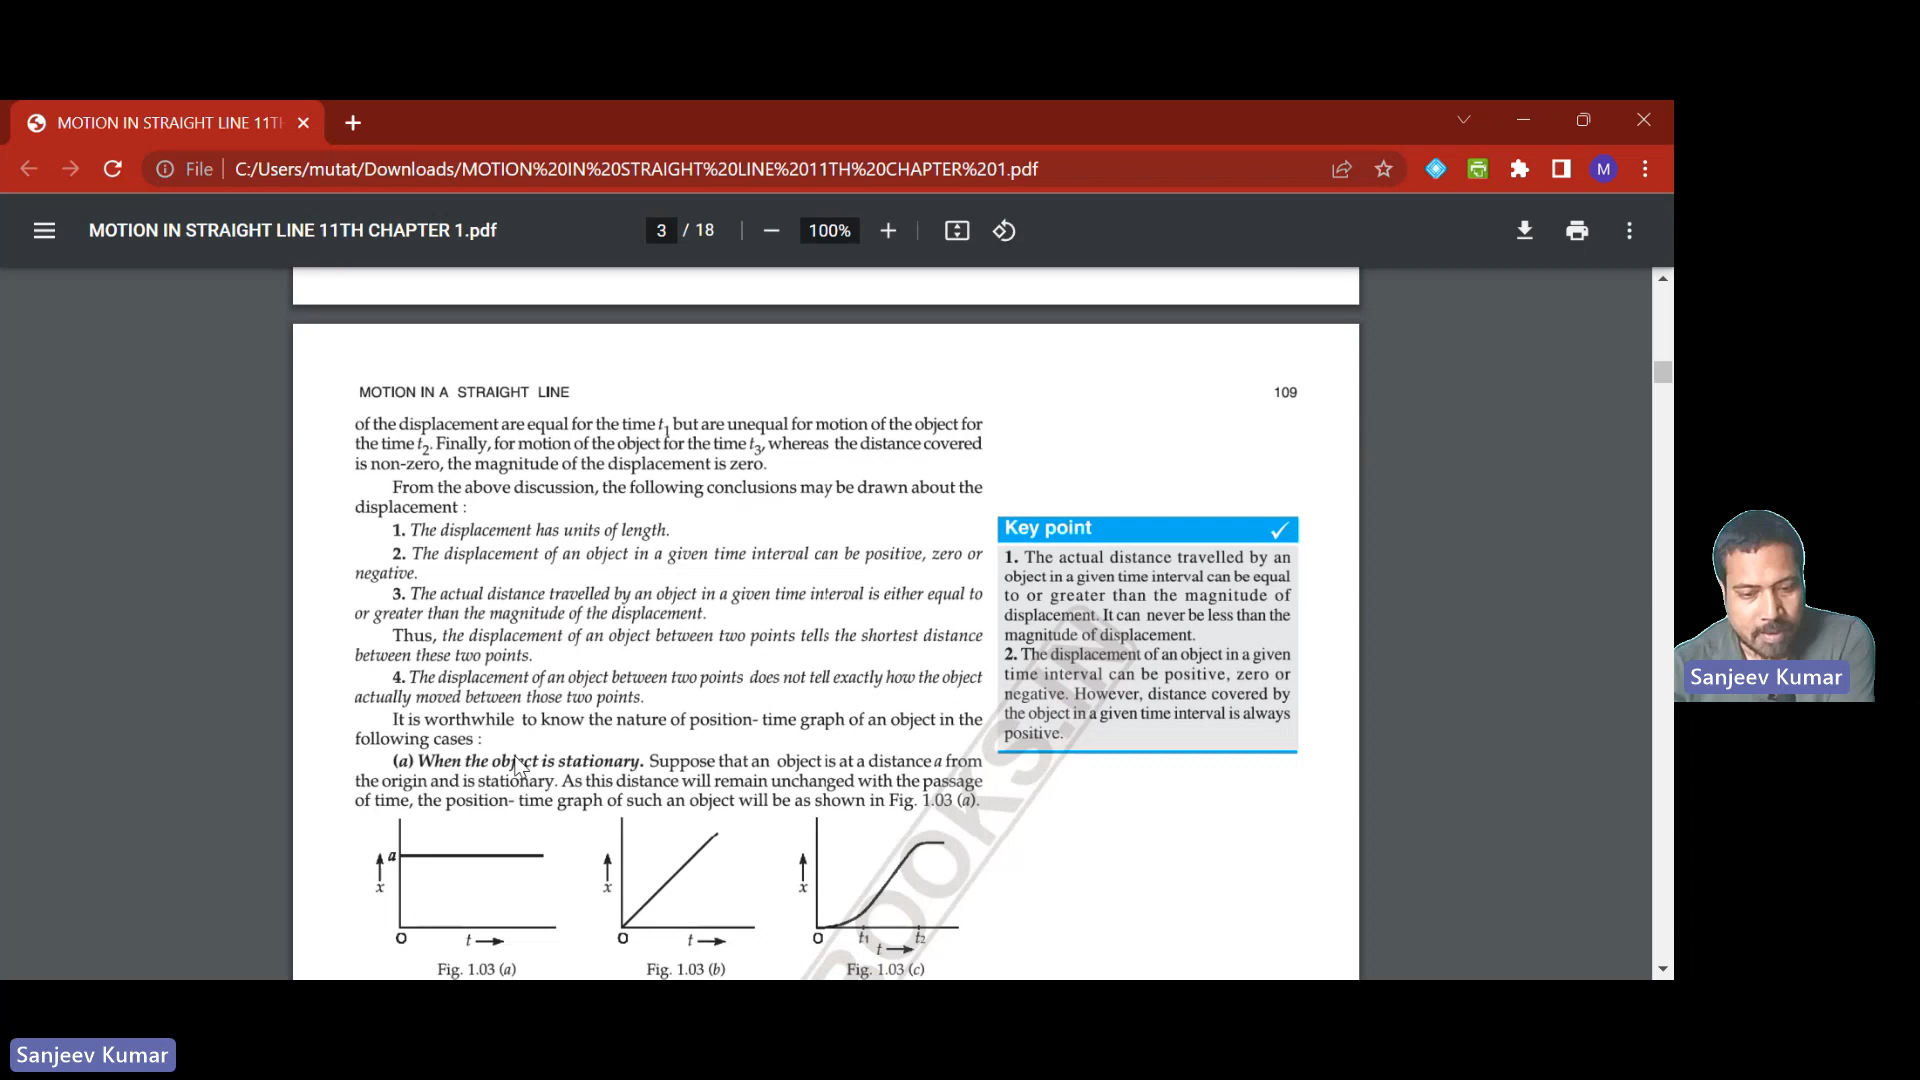 MOTION IN STRAIGHT LINE 11TH
File
C:/Users/mutat/Downloads/MOTION%20IN%20STRAIGHT%20LINE%2011TH%20CHAPTER%201.pdf
M
MOTION IN STRAIGHT LINE 11TH CHAPTER 1.pdf
3 / 18
100%
MOTION IN A STRAIGHT LINE
109
of the displacement are equal for the time t1 but are unequal for motion of the object for
the time t2. Finally, for motion of the object for the time t3, whereas the distance covered
is non-zero, the magnitude of the displacement is zero.
From the above discussion, the following conclusions may be drawn about the
displacement :
1. The displacement has units of length.
2. The displacement of an object in a given time interval can be positive, zero or
negative.
3. The actual distance travelled by an object in a given time interval is either equal to
or greater than the magnitude of the displacement.
Thus, the displacement of an object between two points tells the shortest distance
between these two points.
4. The displacement of an object between two points does not tell exactly how the object
actually moved between those two points.
It is worthwhile to know the nature of position- time graph of an object in the
following cases :
(a) When the object is stationary. Suppose that an object is at a distance a from
the origin and is stationary. As this distance will remain unchanged with the passage
of time, the position- time graph of such an object will be as shown in Fig. 1.03 (a).
Key point
1. The actual distance travelled by an
object in a given time interval can be equal
to or greater than the magnitude of
displacement. It can never be less than the
magnitude of displacement.
2. The displacement of an object in a given
time interval can be positive, zero or
negative. However, distance covered by
the object in a given time interval is always
positive.
a
x
O
t
Fig. 1.03 (a)
x
O
t
Fig. 1.03 (b)
x
O
t1
t2
t
Fig. 1.03 (c)
OOKS.IN
Sanjeev Kumar
Sanjeev Kumar